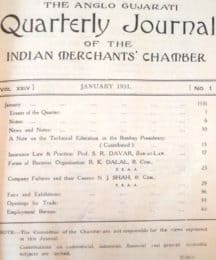 THE ANGLO GUJARATI
Quarterly Journal
OF THE
INDIAN MERCHANTS' CHAMBER
VOL. XXIV
JANUARY 1931.
NO. 1
January
Events of the Quarter
Notes
News and Notes
A Note on the Technical Education in the Bombay Presidency
( Contributed )
Insurance Law & Practice: Prof. S. R. DAVAR, BAR-AT-LAW
Forms of Business Organisation: R. K. DALAL, B. COM.,
Company Failures and their Causes: N. J. SHAH, B. COM.
Fairs and Exhibitions
Openings for Trade
Employment Bureau
NOTE:—The Committee of the Chamber are not responsible for the views expressed
in this Journal.
Contributions on commercial, industrial, financial and general economic
subjects are invited.